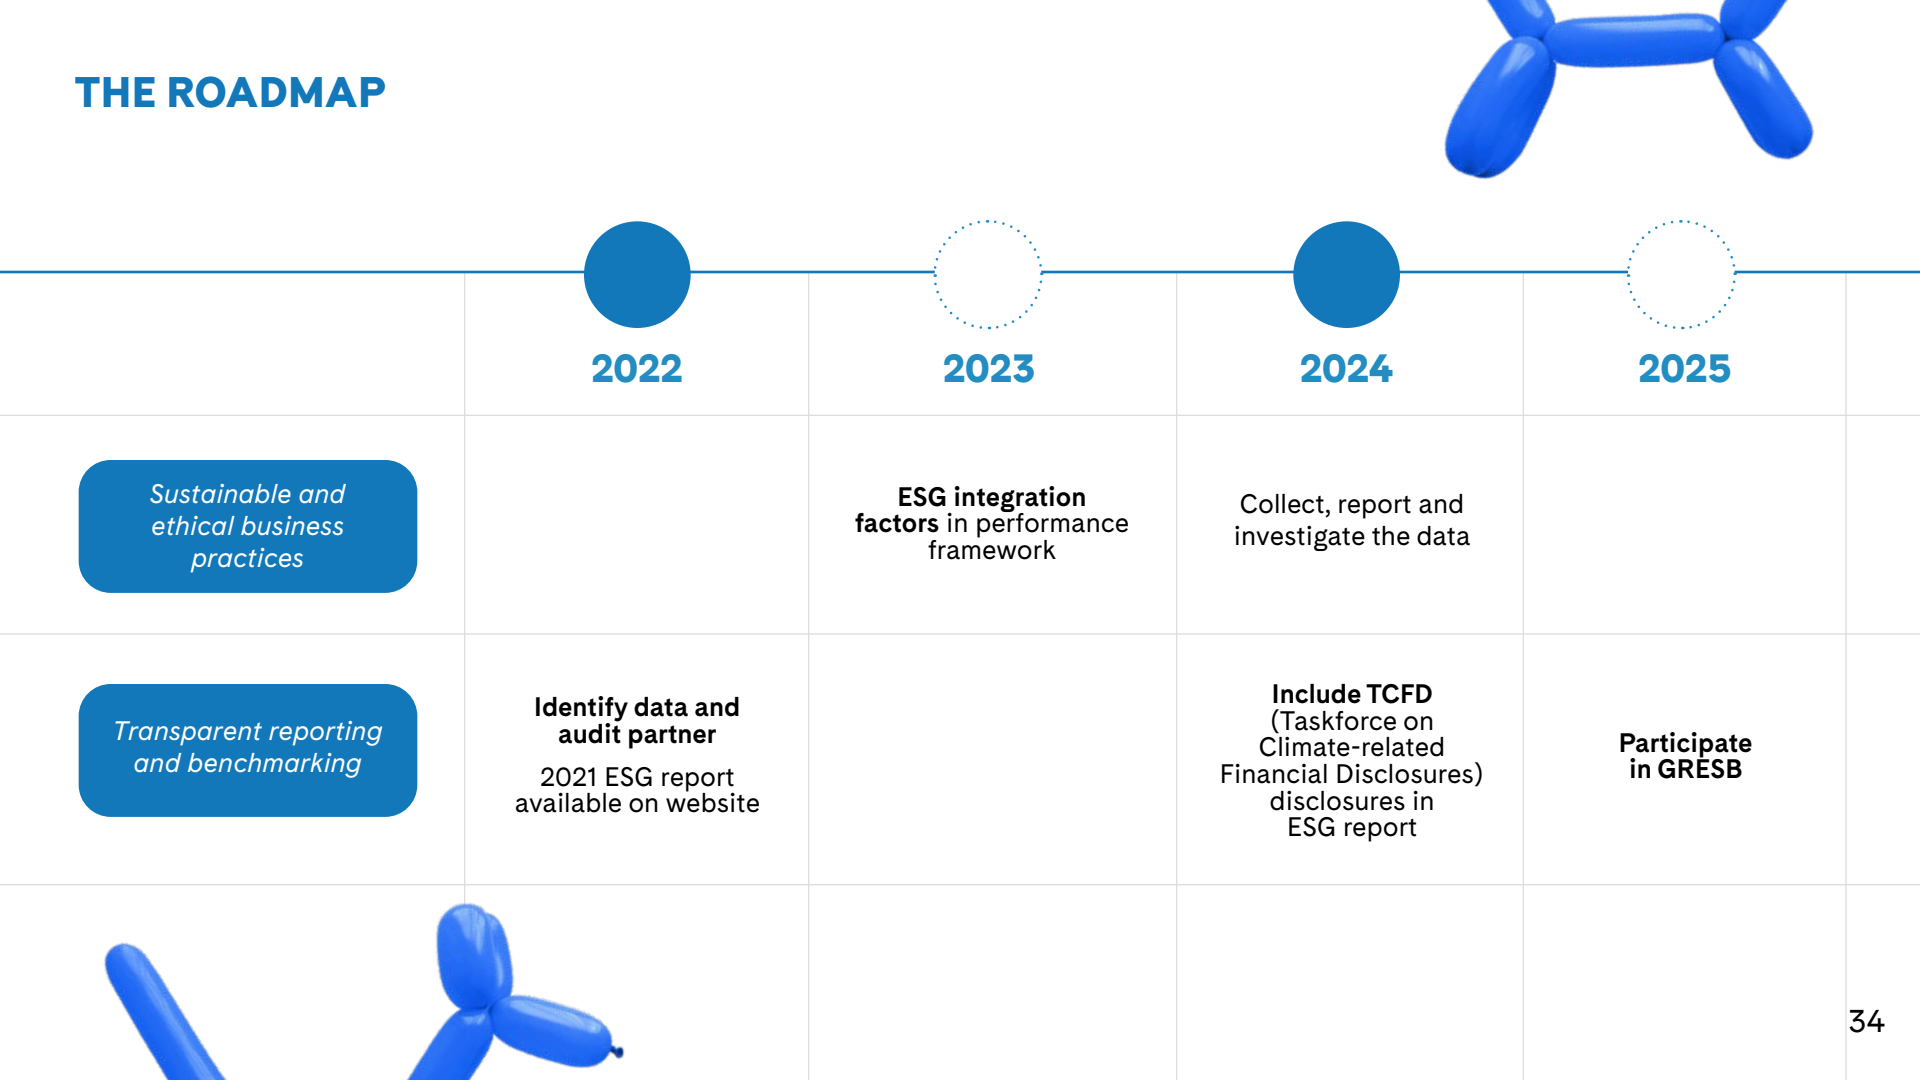 THE ROADMAP
2022
2023
2024
2025
Sustainable and
ethical business
practices
ESG integration
factors in performance
framework
Collect, report and
investigate the data
Transparent reporting
and benchmarking
Identify data and
audit partner
2021 ESG report
available on website
Include TCFD
(Taskforce on
Climate-related
Financial Disclosures)
disclosures in
ESG report
Participate
in GRESB
34